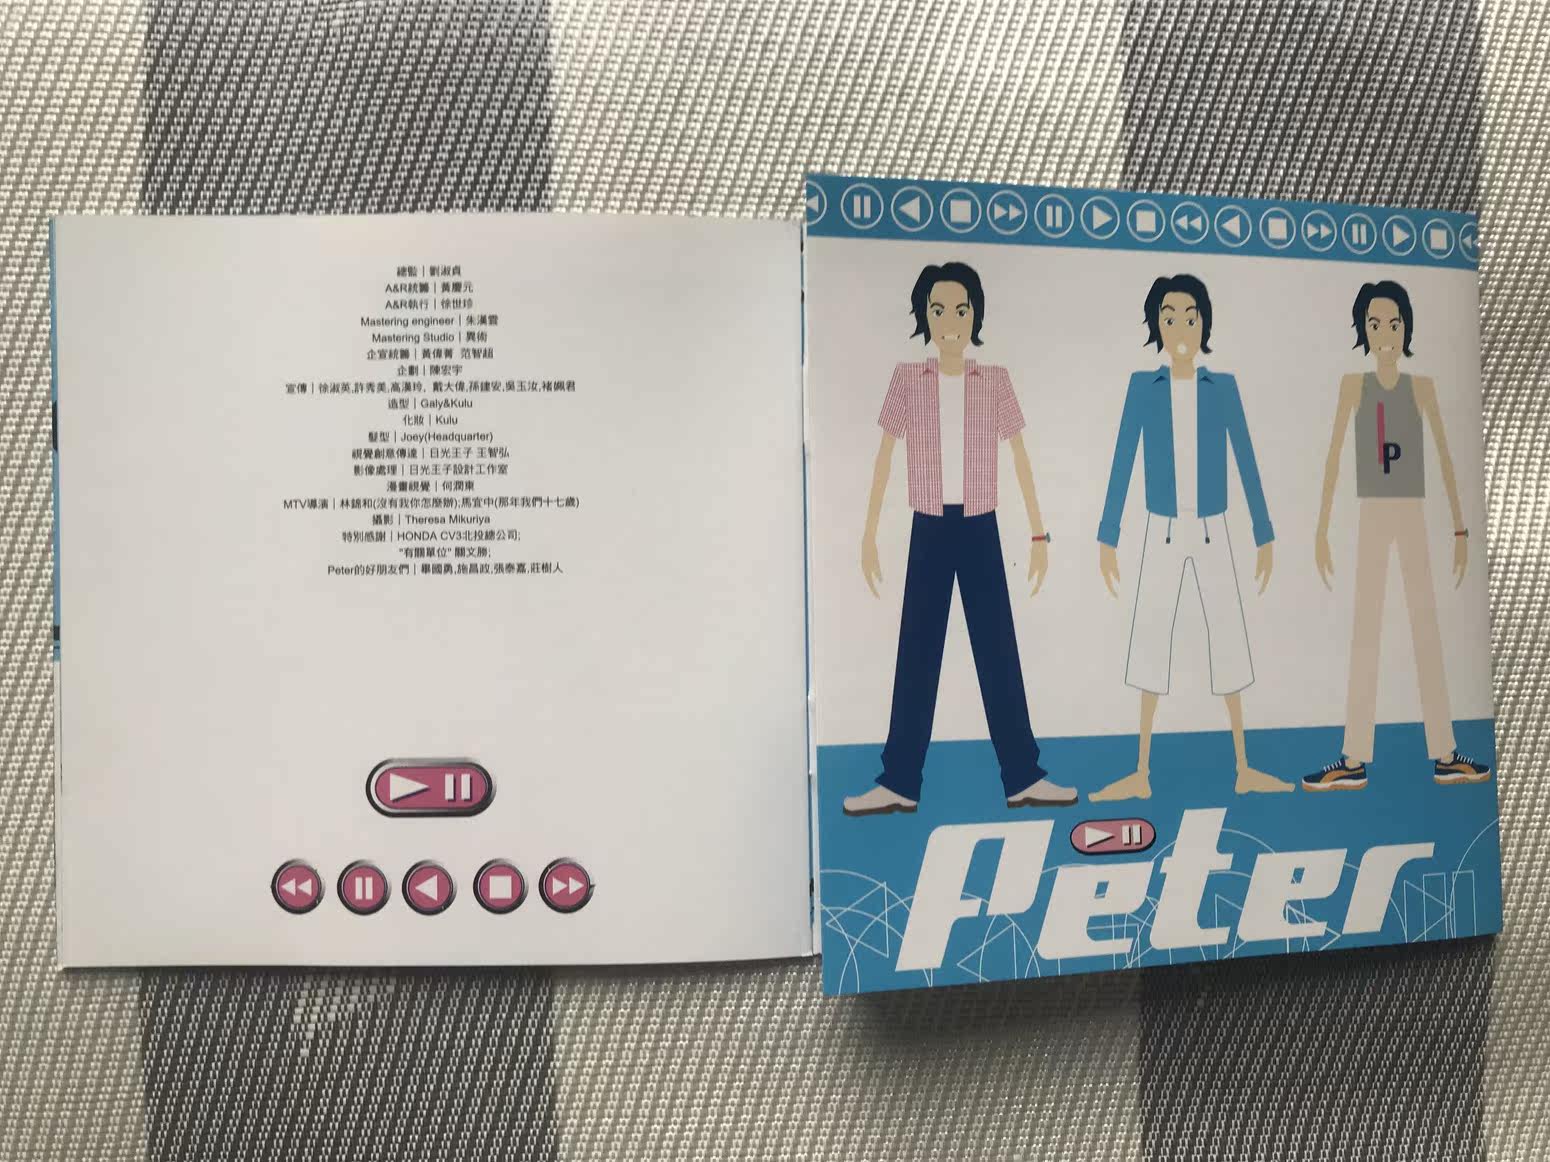 總監｜劉淑貞
A&R統籌｜黃慶元
A&R執行｜徐世珍
Mastering engineer｜朱漢雲
Mastering Studio｜異術
企宣統籌｜黃偉菁 范智超
企劃｜陳宏宇
宣傳｜徐淑英,許秀美,高漢玲, 戴大偉,孫建安,吳玉汝,褚姵君
造型｜Galy&Kulu
化妝｜Kulu
髮型｜Joey(Headquarter)
視覺創意傳達｜日光王子 王智弘
影像處理｜日光王子設計工作室
漫畫視覺｜何潤東
MTV導演｜林錦和(沒有我你怎麼辦);馬宜中(那年我們十七歲)
攝影｜Theresa Mikuriya
特別感謝｜HONDA CV3北投總公司;
"有關單位" 關文勝;
Peter的好朋友們｜畢國勇,施昌政,張泰嘉,莊樹人
P
Peter